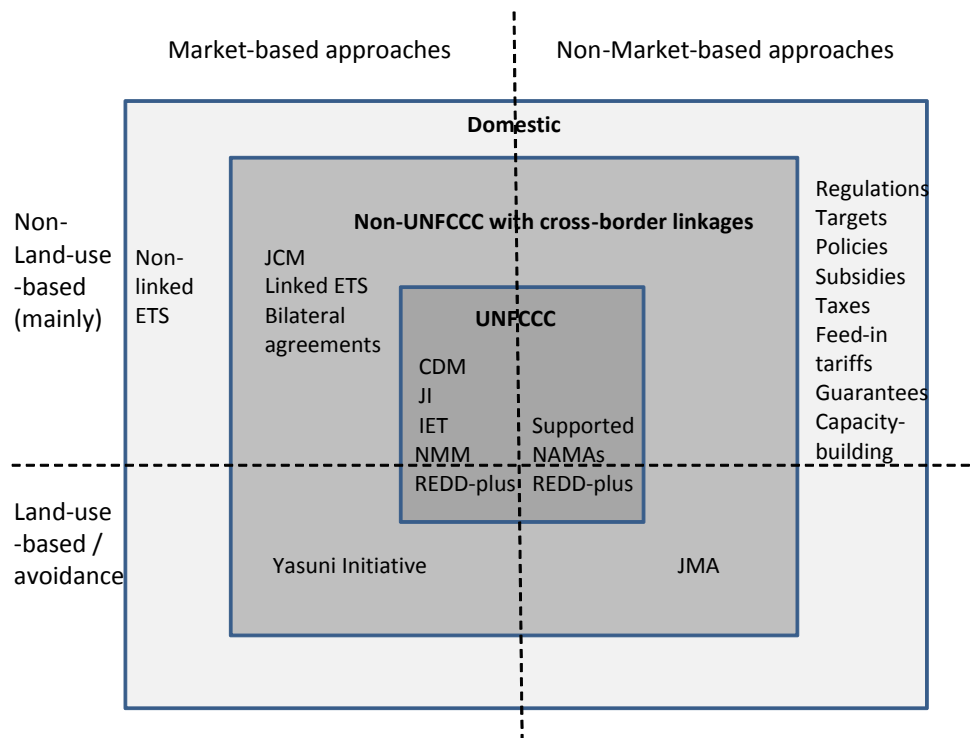 Market-based approaches
Non-Market-based approaches
Domestic
Non-
Land-use
-based
(mainly)
Non-
linked
ETS
Non-UNFCCC with cross-border linkages
JCM
Linked ETS
Bilateral
agreements
UNFCCC
CDM
JI
IET
NMM
REDD-plus
Supported
NAMAs
REDD-plus
Regulations
Targets
Policies
Subsidies
Taxes
Feed-in
tariffs
Guarantees
Capacity-
building
Land-use
-based /
avoidance
Yasuni Initiative
JMA